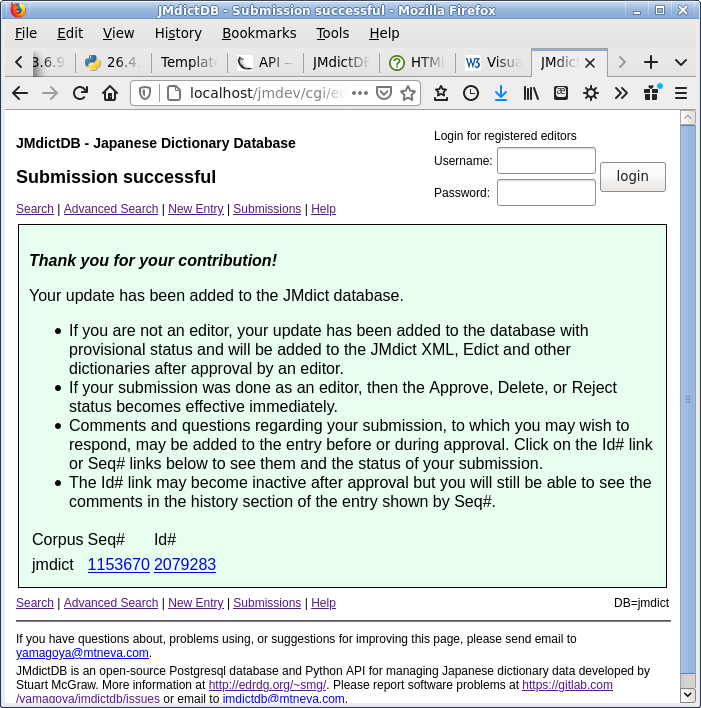 JMdictDB - Submission successful - Mozilla Firefox
File Edit View History Bookmarks Tools Help
3.6.9 26.4. Template API – JMdictDB HTML W3 Visua JMdict
localhost/jmdev/cgi/ed
JMdictDB - Japanese Dictionary Database
Submission successful
Login for registered editors
Username:
Password:
login
Search | Advanced Search | New Entry | Submissions | Help
Thank you for your contribution!
Your update has been added to the JMdict database.
• If you are not an editor, your update has been added to the database with
provisional status and will be added to the JMdict XML, Edict and other
dictionaries after approval by an editor.
• If your submission was done as an editor, then the Approve, Delete, or Reject
status becomes effective immediately.
• Comments and questions regarding your submission, to which you may wish to
respond, may be added to the entry before or during approval. Click on the Id# link
or Seq# links below to see them and the status of your submission.
• The Id# link may become inactive after approval but you will still be able to see the
comments in the history section of the entry shown by Seq#.
Corpus Seq# Id#
jmdict 1153670 2079283
Search | Advanced Search | New Entry | Submissions | Help
DB=jmdict
If you have questions about, problems using, or suggestions for improving this page, please send email to
yamagoya@mtneva.com.
JMdictDB is an open-source Postgresql database and Python API for managing Japanese dictionary data developed by
Stuart McGraw. More information at http://edrdg.org/~smg/. Please report software problems at https://gitlab.com
/yamagoya/jmdictdb/issues or email to jmdictdb@mtneva.com.